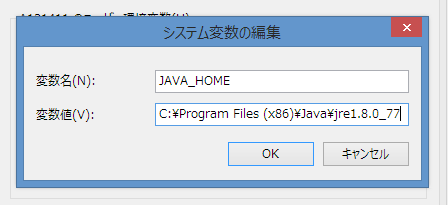 システム変数の編集
変数名(N):
JAVA_HOME
変数値(V):
C:¥Program Files (x86)¥Java¥jre1.8.0_77
OK
キャンセル